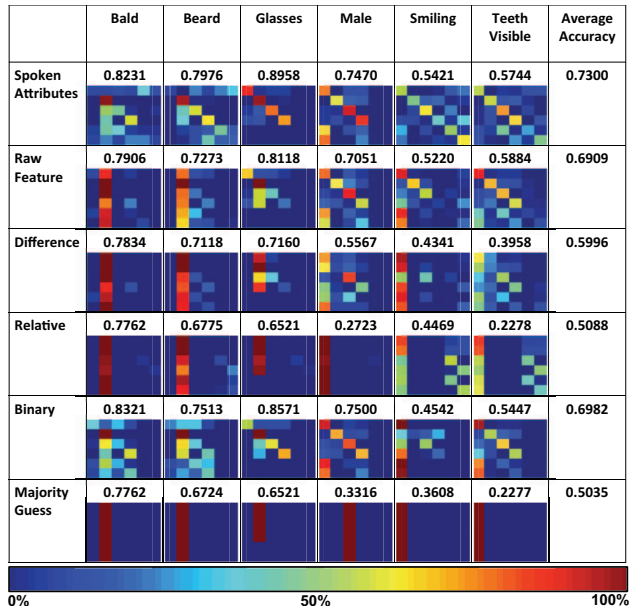 Bald Beard Glasses Male Smiling Teeth Visible Average Accuracy
Spoken Attributes 0.8231 0.7976 0.8958 0.7470 0.5421 0.5744 0.7300
Raw Feature 0.7906 0.7273 0.8118 0.7051 0.5220 0.5884 0.6909
Difference 0.7834 0.7118 0.7160 0.5567 0.4341 0.3958 0.5996
Relative 0.7762 0.6775 0.6521 0.2723 0.4469 0.2278 0.5088
Binary 0.8321 0.7513 0.8571 0.7500 0.4542 0.5447 0.6982
Majority Guess 0.7762 0.6724 0.6521 0.3316 0.3608 0.2277 0.5035
0% 50% 100%